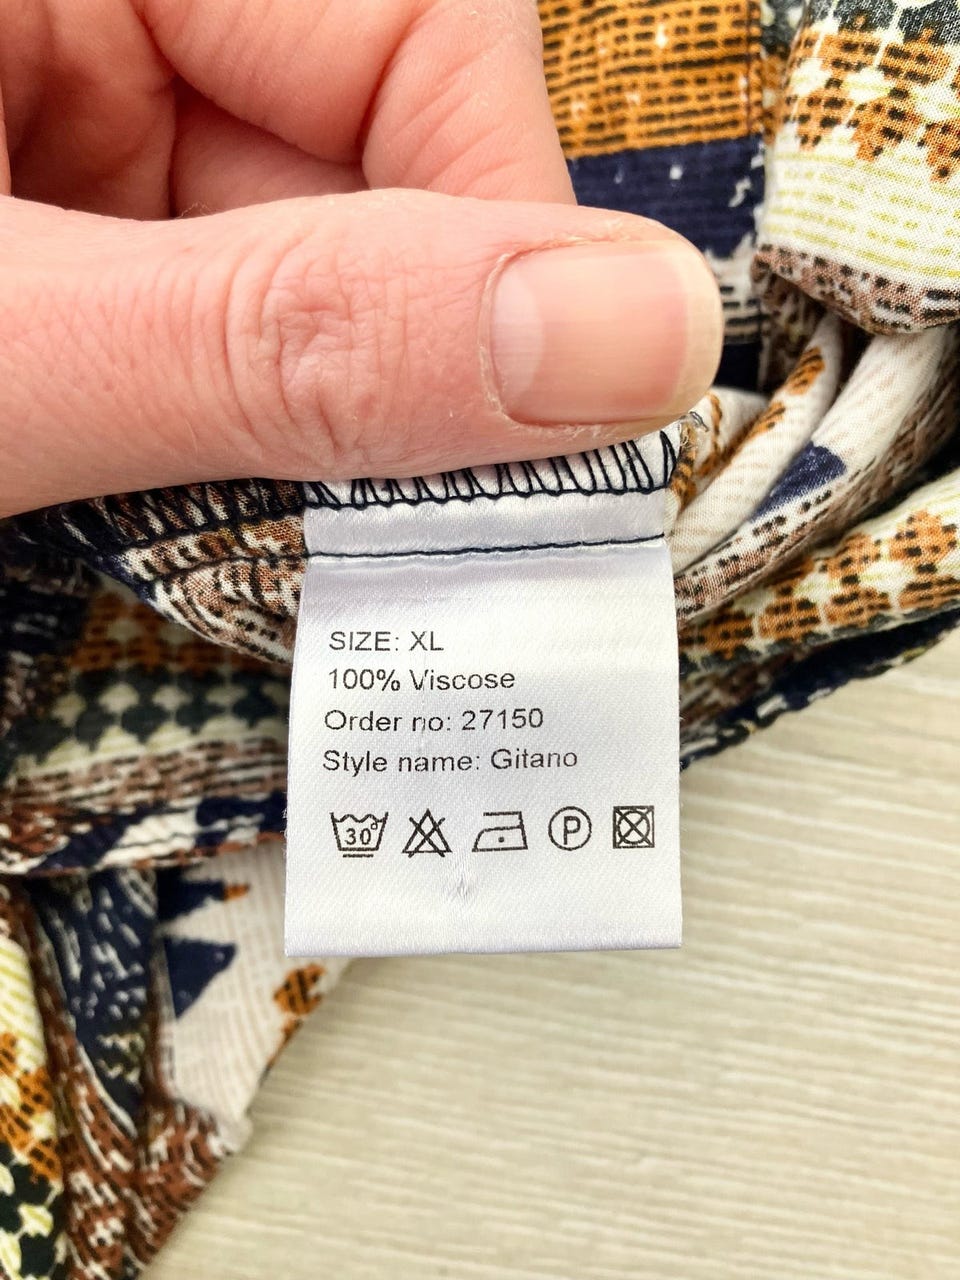 SIZE: XL
100% Viscose
Order no: 27150
Style name: Gitano
30° P